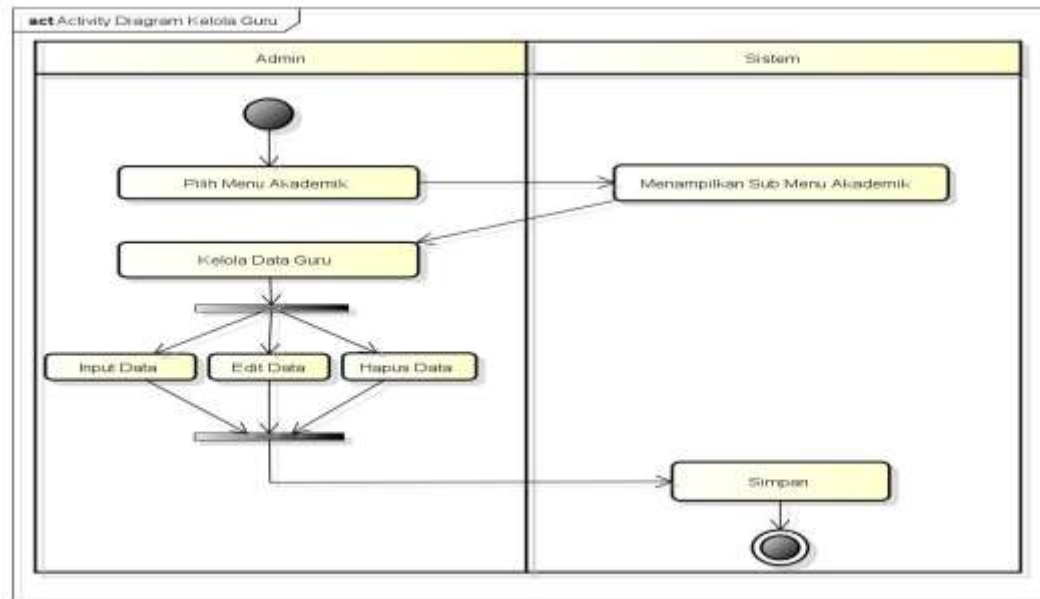 act Activity Diagram Kelola Guru
Admin
Sistem
Pilih Menu Akademik
Menampilkan Sub Menu Akademik
Kelola Data Guru
Input Data
Edit Data
Hapus Data
Simpan